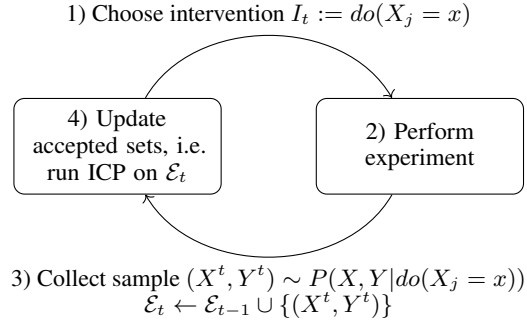 1) Choose intervention I_t := do(X_j = x)
4) Update
accepted sets, i.e.
run ICP on ℰ_t
2) Perform
experiment
3) Collect sample (X^t, Y^t) ∼ P(X, Y|do(X_j = x))
ℰ_t ← ℰ_{t−1} ∪ {(X^t, Y^t)}